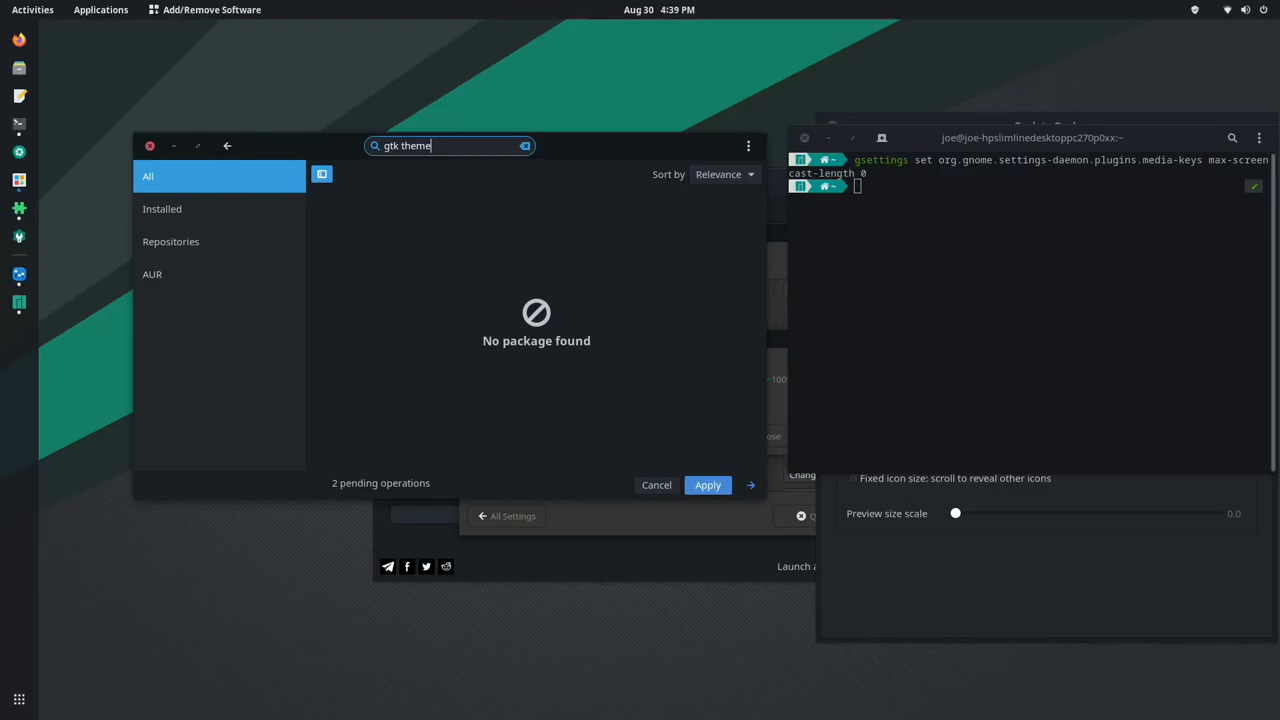 Activities
Applications
Add/Remove Software
Aug 30 4:39 PM
gtk theme
All
Installed
Repositories
AUR
Sort by
Relevance
No package found
2 pending operations
Cancel
Apply
joe@joe-hpslimlinedesktoppc270p0xx:~
~ gsettings set org.gnome.settings-daemon.plugins.media-keys max-screen
cast-length 0
~
100%
ose
Chang
Fixed icon size: scroll to reveal other icons
Preview size scale
0.0
All Settings
Q
Launch a